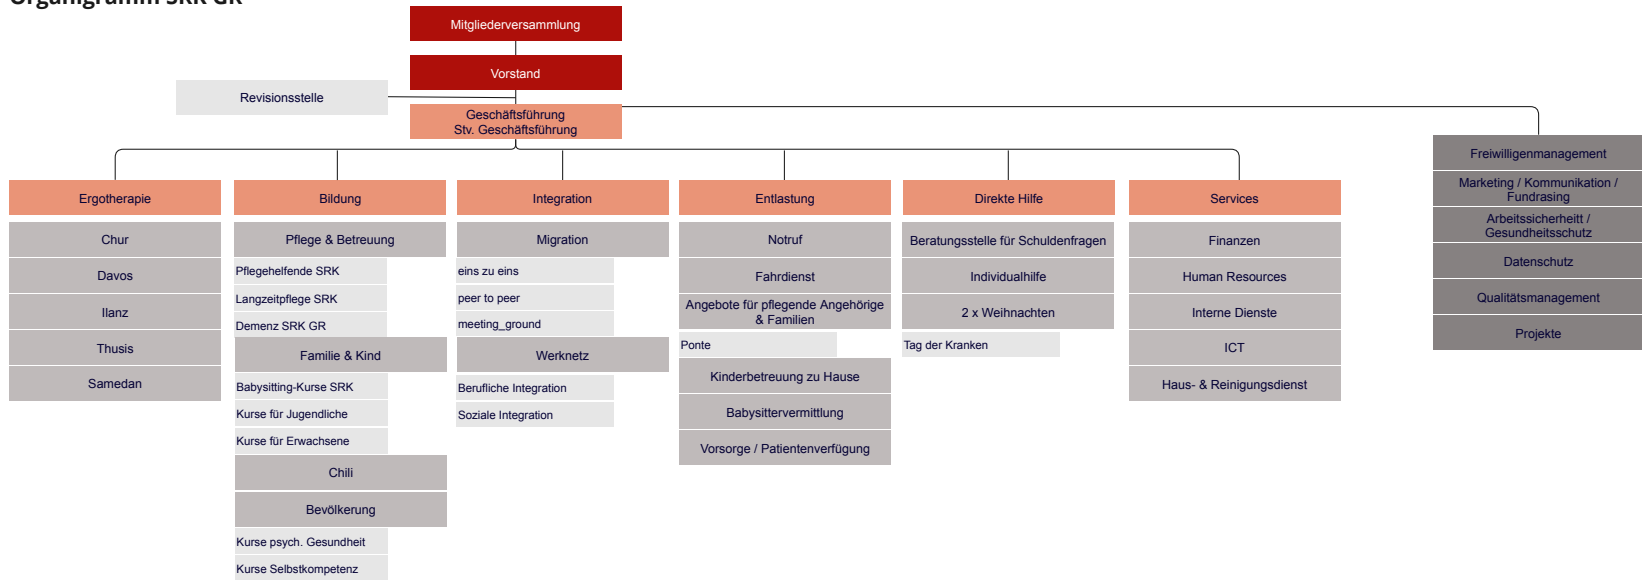 Organigramm SRK GR
Mitgliederversammlung
Vorstand
Revisionsstelle
Geschäftsführung
Stv. Geschäftsführung
Ergotherapie
Chur
Davos
Ilanz
Thusis
Samedan
Bildung
Pflege & Betreuung
Pflegehelfende SRK
Langzeitpflege SRK
Demenz SRK GR
Familie & Kind
Babysitting-Kurse SRK
Kurse für Jugendliche
Kurse für Erwachsene
Chili
Bevölkerung
Kurse psych. Gesundheit
Kurse Selbstkompetenz
Integration
Migration
eins zu eins
peer to peer
meeting_ground
Werknetz
Berufliche Integration
Soziale Integration
Entlastung
Notruf
Fahrdienst
Angebote für pflegende Angehörige
& Familien
Ponte
Kinderbetreuung zu Hause
Babysittervermittlung
Vorsorge / Patientenverfügung
Direkte Hilfe
Beratungsstelle für Schuldenfragen
Individualhilfe
2 x Weihnachten
Tag der Kranken
Services
Finanzen
Human Resources
Interne Dienste
ICT
Haus- & Reinigungsdienst
Freiwilligenmanagement
Marketing / Kommunikation /
Fundrasing
Arbeitssicherheitt /
Gesundheitsschutz
Datenschutz
Qualitätsmanagement
Projekte